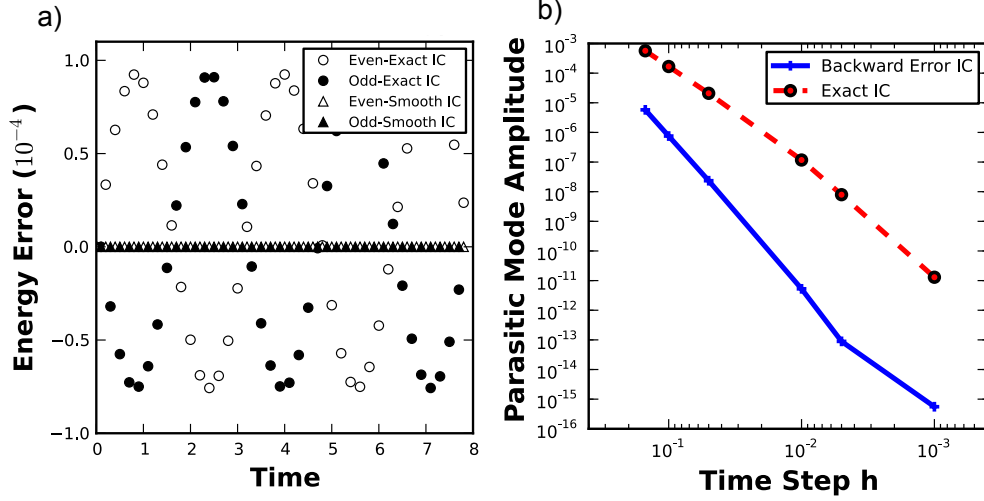 a)
Energy Error (10⁻⁴)
1.0
0.5
0.0
−0.5
−1.0
Even-Exact IC
Odd-Exact IC
Even-Smooth IC
Odd-Smooth IC
0 1 2 3 4 5 6 7 8
Time
b)
Parasitic Mode Amplitude
10⁻³
10⁻⁴
10⁻⁵
10⁻⁶
10⁻⁷
10⁻⁸
10⁻⁹
10⁻¹⁰
10⁻¹¹
10⁻¹²
10⁻¹³
10⁻¹⁴
10⁻¹⁵
10⁻¹⁶
Backward Error IC
Exact IC
10⁻¹ 10⁻² 10⁻³
Time Step h